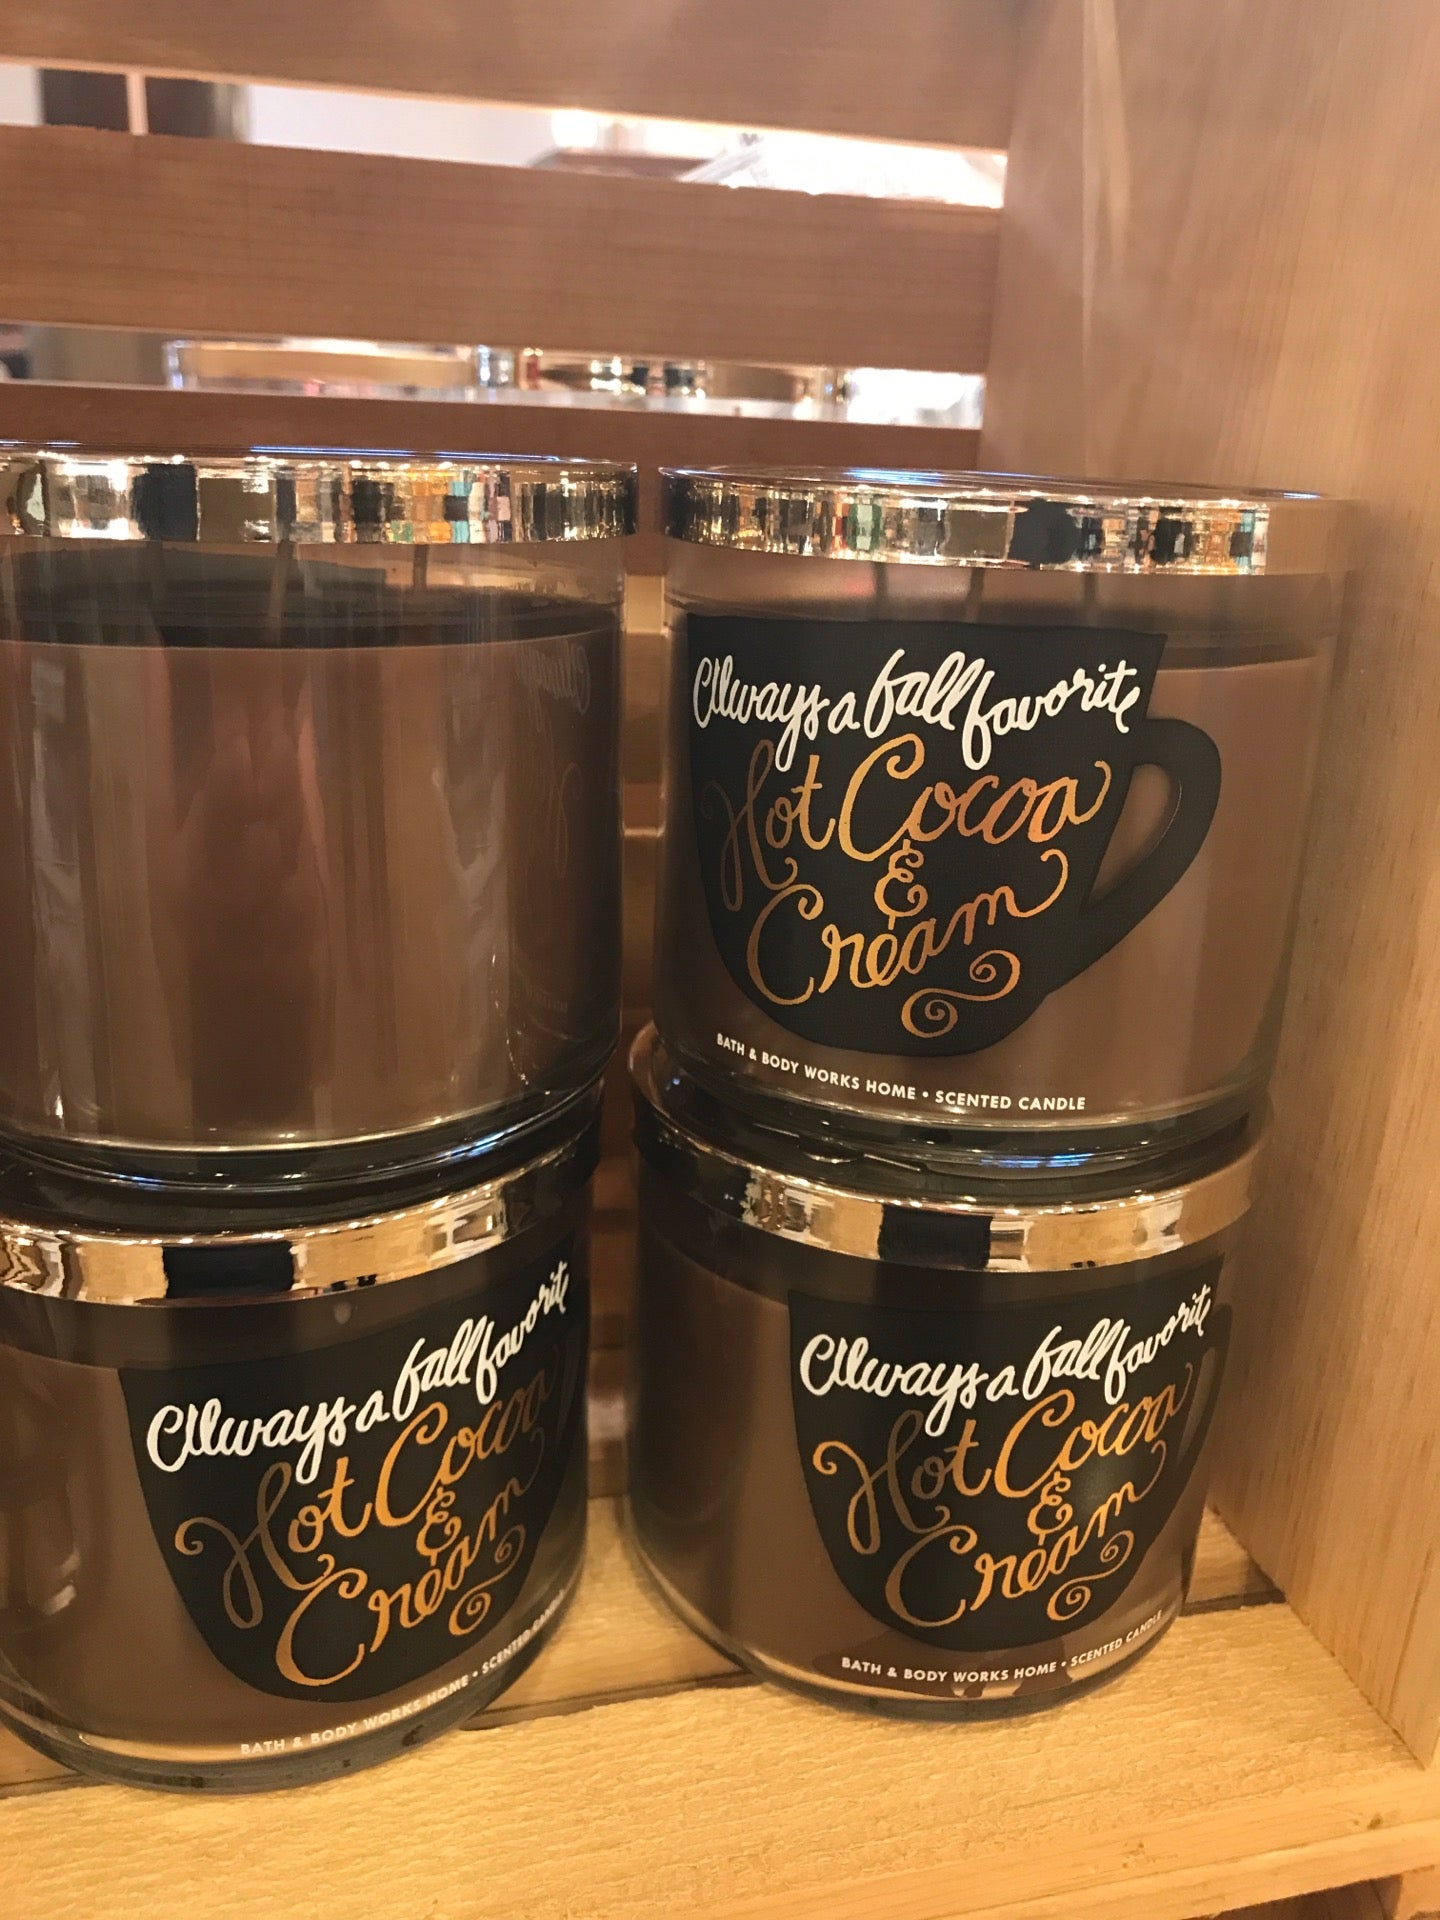 Always a fall favorite
Hot Cocoa
&
Cream
BATH & BODY WORKS HOME • SCENTED CANDLE
Always a fall favorite
Hot Cocoa
&
Cream
BATH & BODY WORKS HOME • SCENTED CANDLE
Always a fall favorite
Hot Cocoa
&
Cream
BATH & BODY WORKS HOME • SCENTED CANDLE